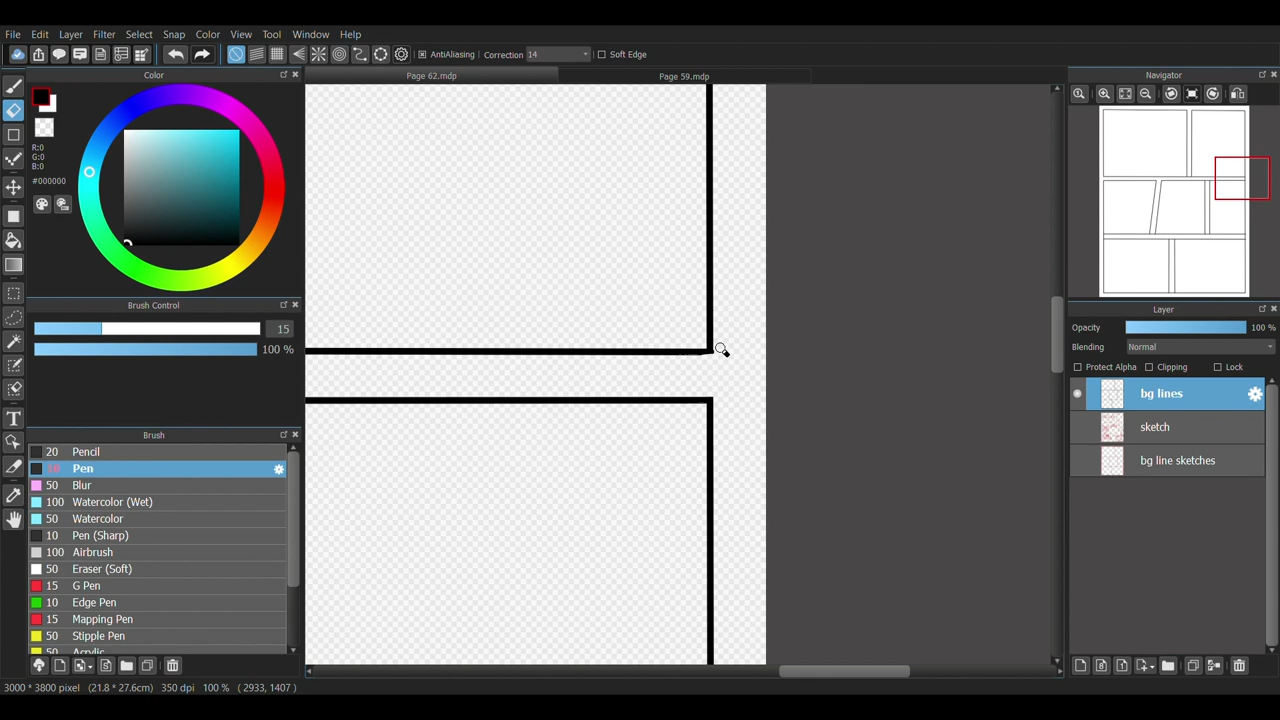 File Edit Layer Filter Select Snap Color View Tool Window Help
AntiAliasing Correction 14 Soft Edge
Color
Page 62.mdp
Page 59.mdp
Navigator
R:0
G:0
B:0
#000000
Brush Control
15
100 %
Brush
20 Pencil
10 Pen
50 Blur
100 Watercolor (Wet)
50 Watercolor
10 Pen (Sharp)
100 Airbrush
50 Eraser (Soft)
15 G Pen
10 Edge Pen
15 Mapping Pen
50 Stipple Pen
50 Acrylic
Layer
Opacity 100 %
Blending Normal
Protect Alpha Clipping Lock
bg lines
sketch
bg line sketches
3000 * 3800 pixel (21.8 * 27.6cm) 350 dpi 100 % ( 2933, 1407 )